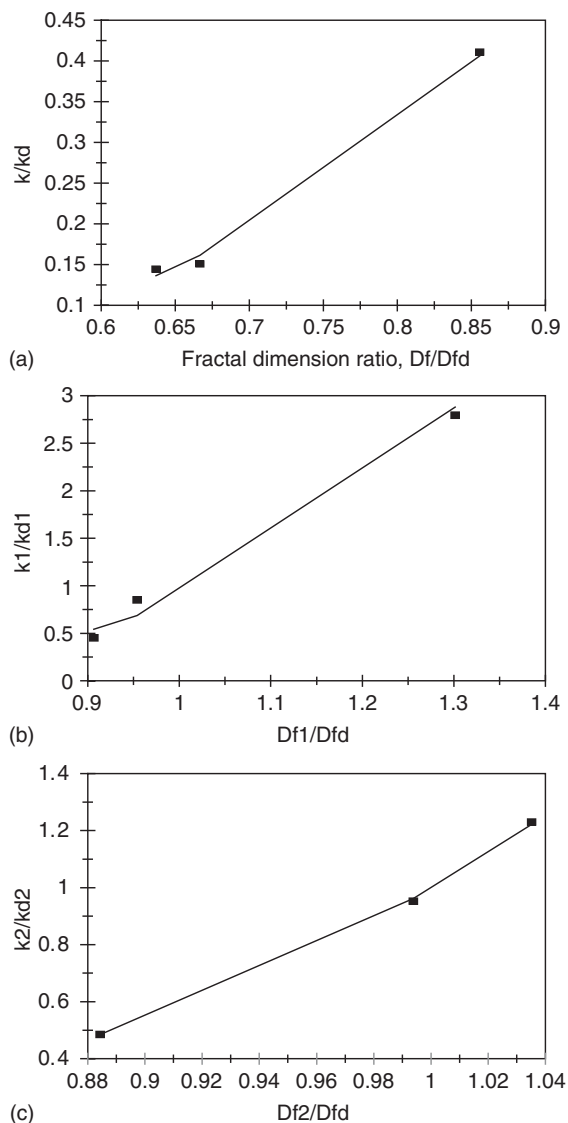 0.45
0.4
0.35
0.3
0.25
0.2
0.15
0.1
k/kd
0.6 0.65 0.7 0.75 0.8 0.85 0.9
(a) Fractal dimension ratio, Df/Dfd
3
2.5
2
1.5
1
0.5
0
k1/kd1
0.9 1 1.1 1.2 1.3 1.4
(b) Df1/Dfd
1.4
1.2
1
0.8
0.6
0.4
k2/kd2
0.88 0.9 0.92 0.94 0.96 0.98 1 1.02 1.04
(c) Df2/Dfd